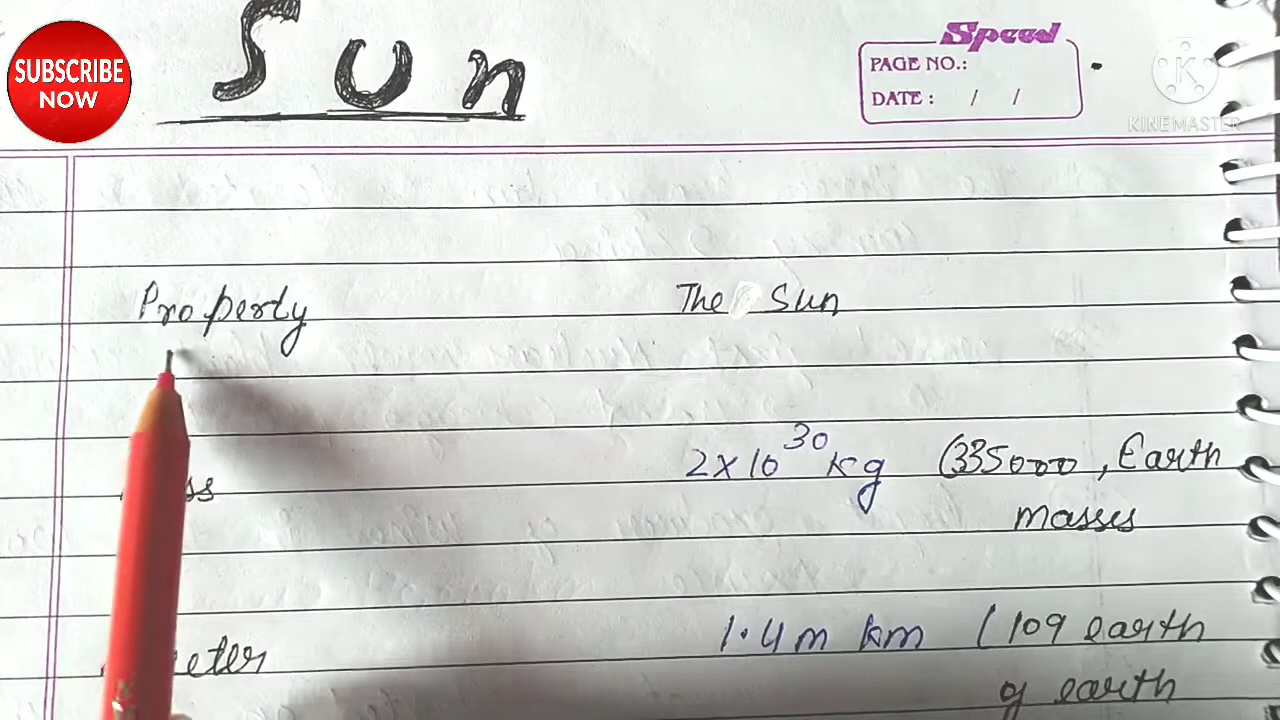 Sun
SUBSCRIBE
NOW
Speed
PAGE NO.:
DATE : / /
KINEMASTER
Property The Sun
2x10^30 kg (335000, Earth
masses
1.4m km (109 earth
of earth